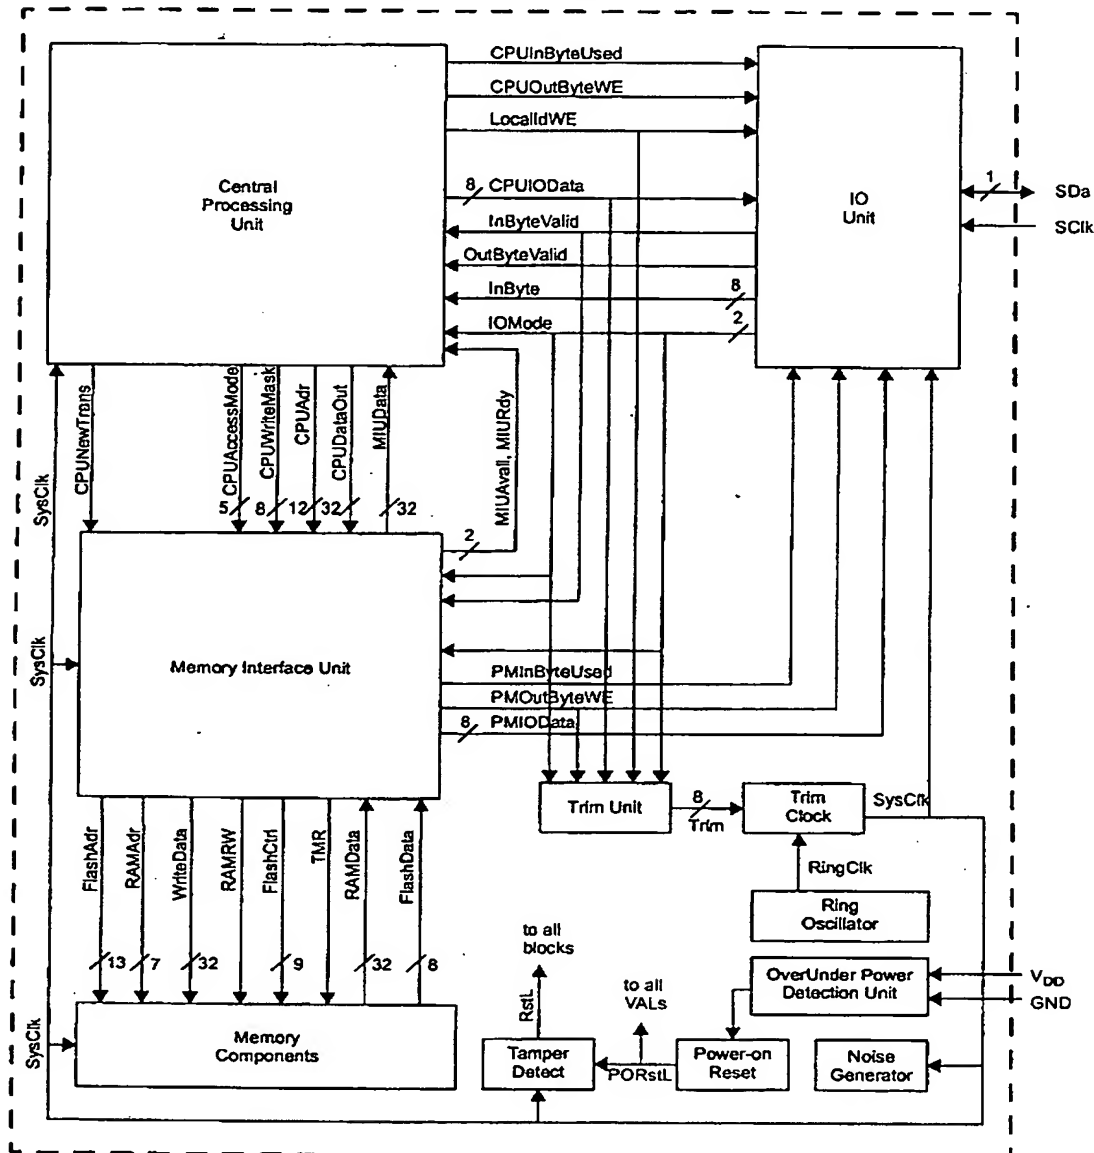 CPUInByteUsed
CPUOutByteWE
LocalIdWE
8 CPUIOData
InByteValid
OutByteValid
InByte 8
IOMode 2
Central
Processing
Unit
IO
Unit
1 SDa
SClk
CPUNewTrans
CPUAccessMode
CPUWriteMask
CPUAdr
CPUDataOut
MIUData
MIUAvail, MIURdy
SysClk
5 8 12 32 32
2
SysClk
Memory Interface Unit
PMInByteUsed
PMOutByteWE
8 PMIOData
Trim Unit
8
Trim
Trim
Clock
SysClk
RingClk
Ring
Oscillator
FlashAdr
RAMAdr
WriteData
RAMRW
FlashCtrl
TMR
RAMData
FlashData
13 7 32 9 32 8
to all
blocks
RstL
to all
VALs
OverUnder Power
Detection Unit
VDD
GND
SysClk
Memory
Components
Tamper
Detect
PORstL
Power-on
Reset
Noise
Generator